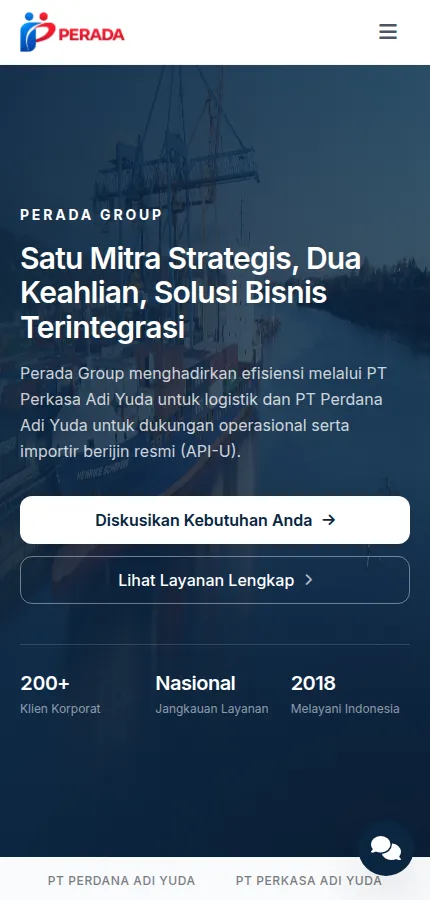 PERADA
PERADA GROUP
Satu Mitra Strategis, Dua
Keahlian, Solusi Bisnis
Terintegrasi
Perada Group menghadirkan efisiensi melalui PT
Perkasa Adi Yuda untuk logistik dan PT Perdana
Adi Yuda untuk dukungan operasional serta
importir berijin resmi (API-U).
Diskusikan Kebutuhan Anda →
Lihat Layanan Lengkap >
200+ Nasional 2018
Klien Korporat Jangkauan Layanan Melayani Indonesia
PT PERDANA ADI YUDA PT PERKASA ADI YUDA